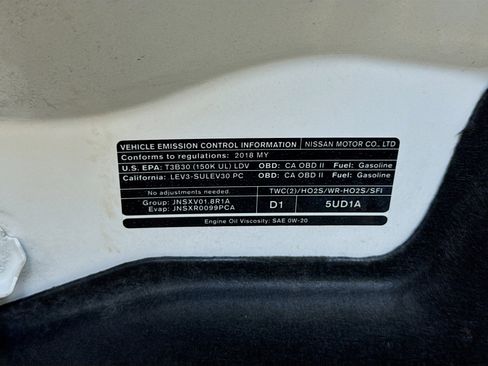 VEHICLE EMISSION CONTROL INFORMATION NISSAN MOTOR CO., LTD
Conforms to regulations: 2018 MY
U.S. EPA: T3B30 (150K UL) LDV OBD: CA OBD II Fuel: Gasoline
California: LEV3-SULEV30 PC OBD: CA OBD II Fuel: Gasoline
No adjustments needed. TWC(2)/HO2S/WR-HO2S/SFI
Group: JNSXV01.8R1A
Evap: JNSXR0099PCA
D1 5UD1A
Engine Oil Viscosity: SAE 0W-20